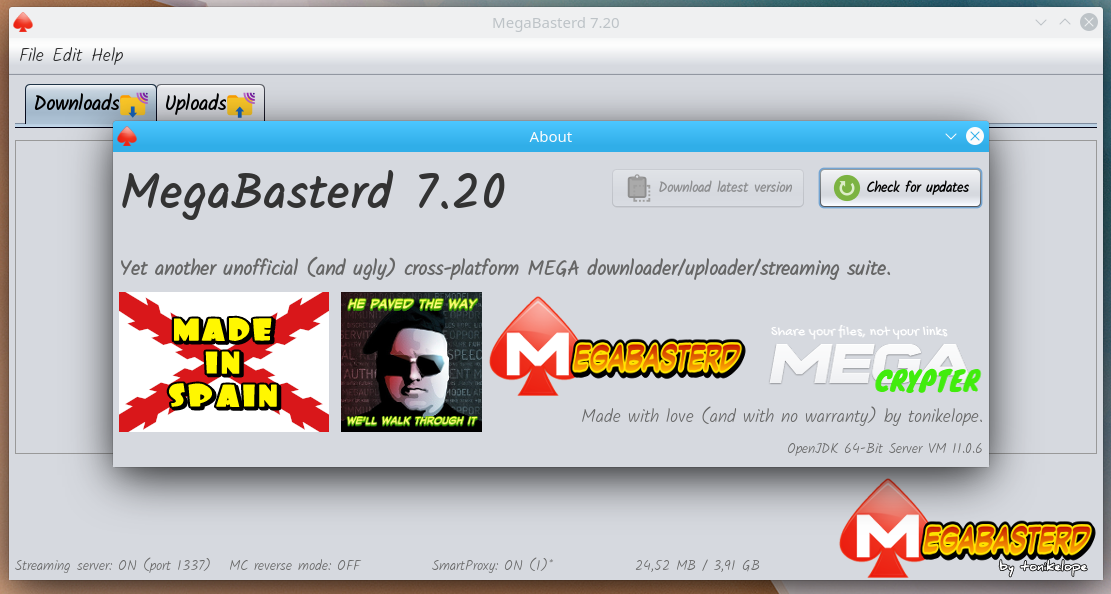 MegaBasterd 7.20
File Edit Help
Downloads Uploads
About
MegaBasterd 7.20
Download latest version
Check for updates
Yet another unofficial (and ugly) cross-platform MEGA downloader/uploader/streaming suite.
MADE
IN
SPAIN
HE PAVED THE WAY
WE'LL WALK THROUGH IT
MEGABASTERD
Share your files, not your links
MEGA
CRYPTER
Made with love (and with no warranty) by tonikelope.
OpenJDK 64-Bit Server VM 11.0.6
MEGABASTERD
by tonikelope
Streaming server: ON (port 1337) MC reverse mode: OFF SmartProxy: ON (1)* 24,52 MB / 3,91 GB